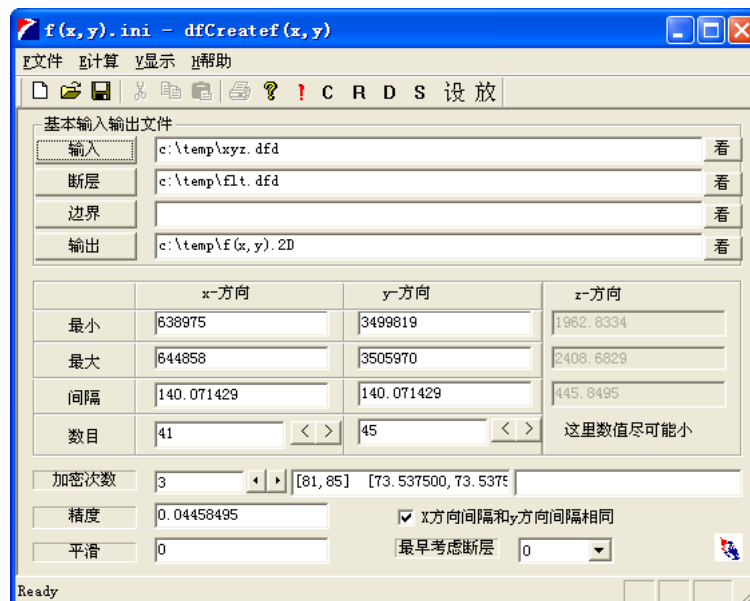 f(x,y).ini - dfCreatef(x,y)
F文件 E计算 V显示 H帮助
? ! C R D S 设 放
基本输入输出文件
输入 c:\temp\xyz.dfd 看
断层 c:\temp\flt.dfd 看
边界 看
输出 c:\temp\f(x,y).2D 看
x-方向 y-方向 z-方向
最小 638975 3499819 1962.8334
最大 644858 3505970 2408.6829
间隔 140.071429 140.071429 445.8495
数目 41 < > 45 < > 这里数值尽可能小
加密次数 3 [81,85] [73.537500,73.5375
精度 0.04458495 X方向间隔和y方向间隔相同
平滑 0 最早考虑断层 0
Ready